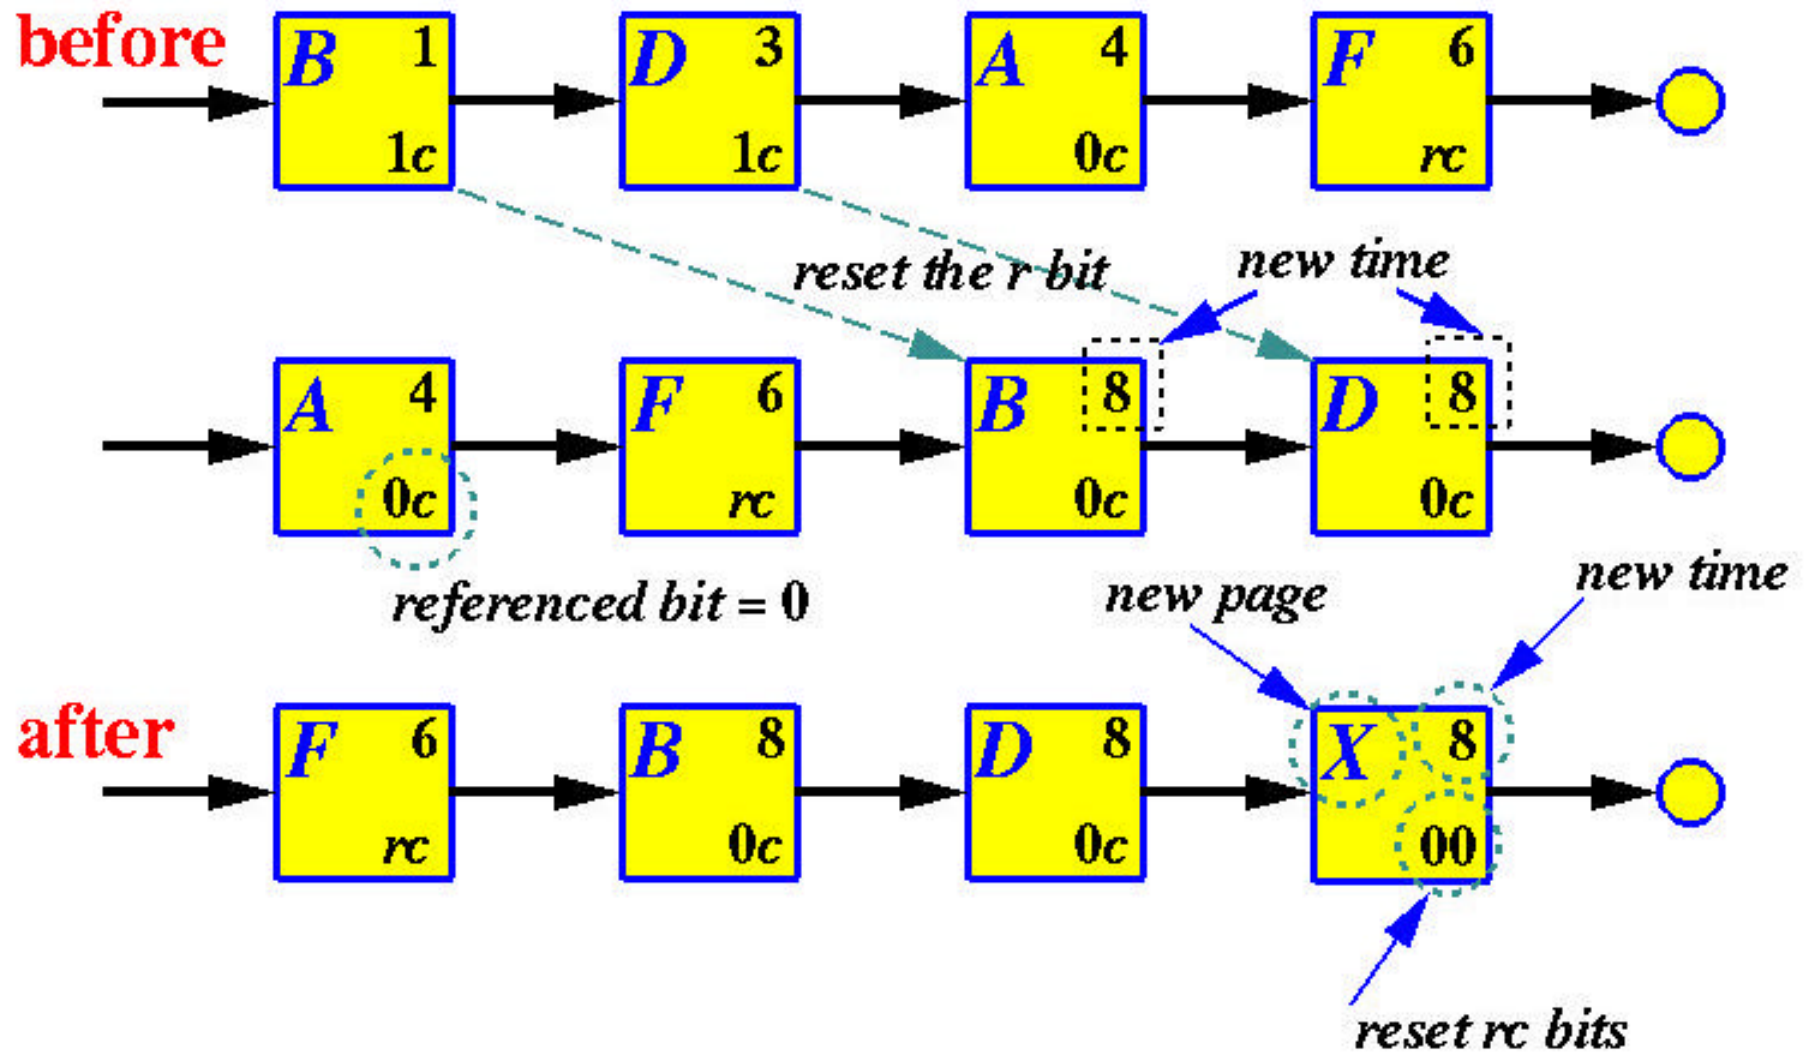 before
B 1 D 3 A 4 F 6
1c 1c 0c rc
reset the r bit
new time
A 4 F 6 B 8 D 8
0c rc 0c 0c
referenced bit = 0
new page
new time
after
F 6 B 8 D 8 X 8
rc 0c 0c 00
reset rc bits